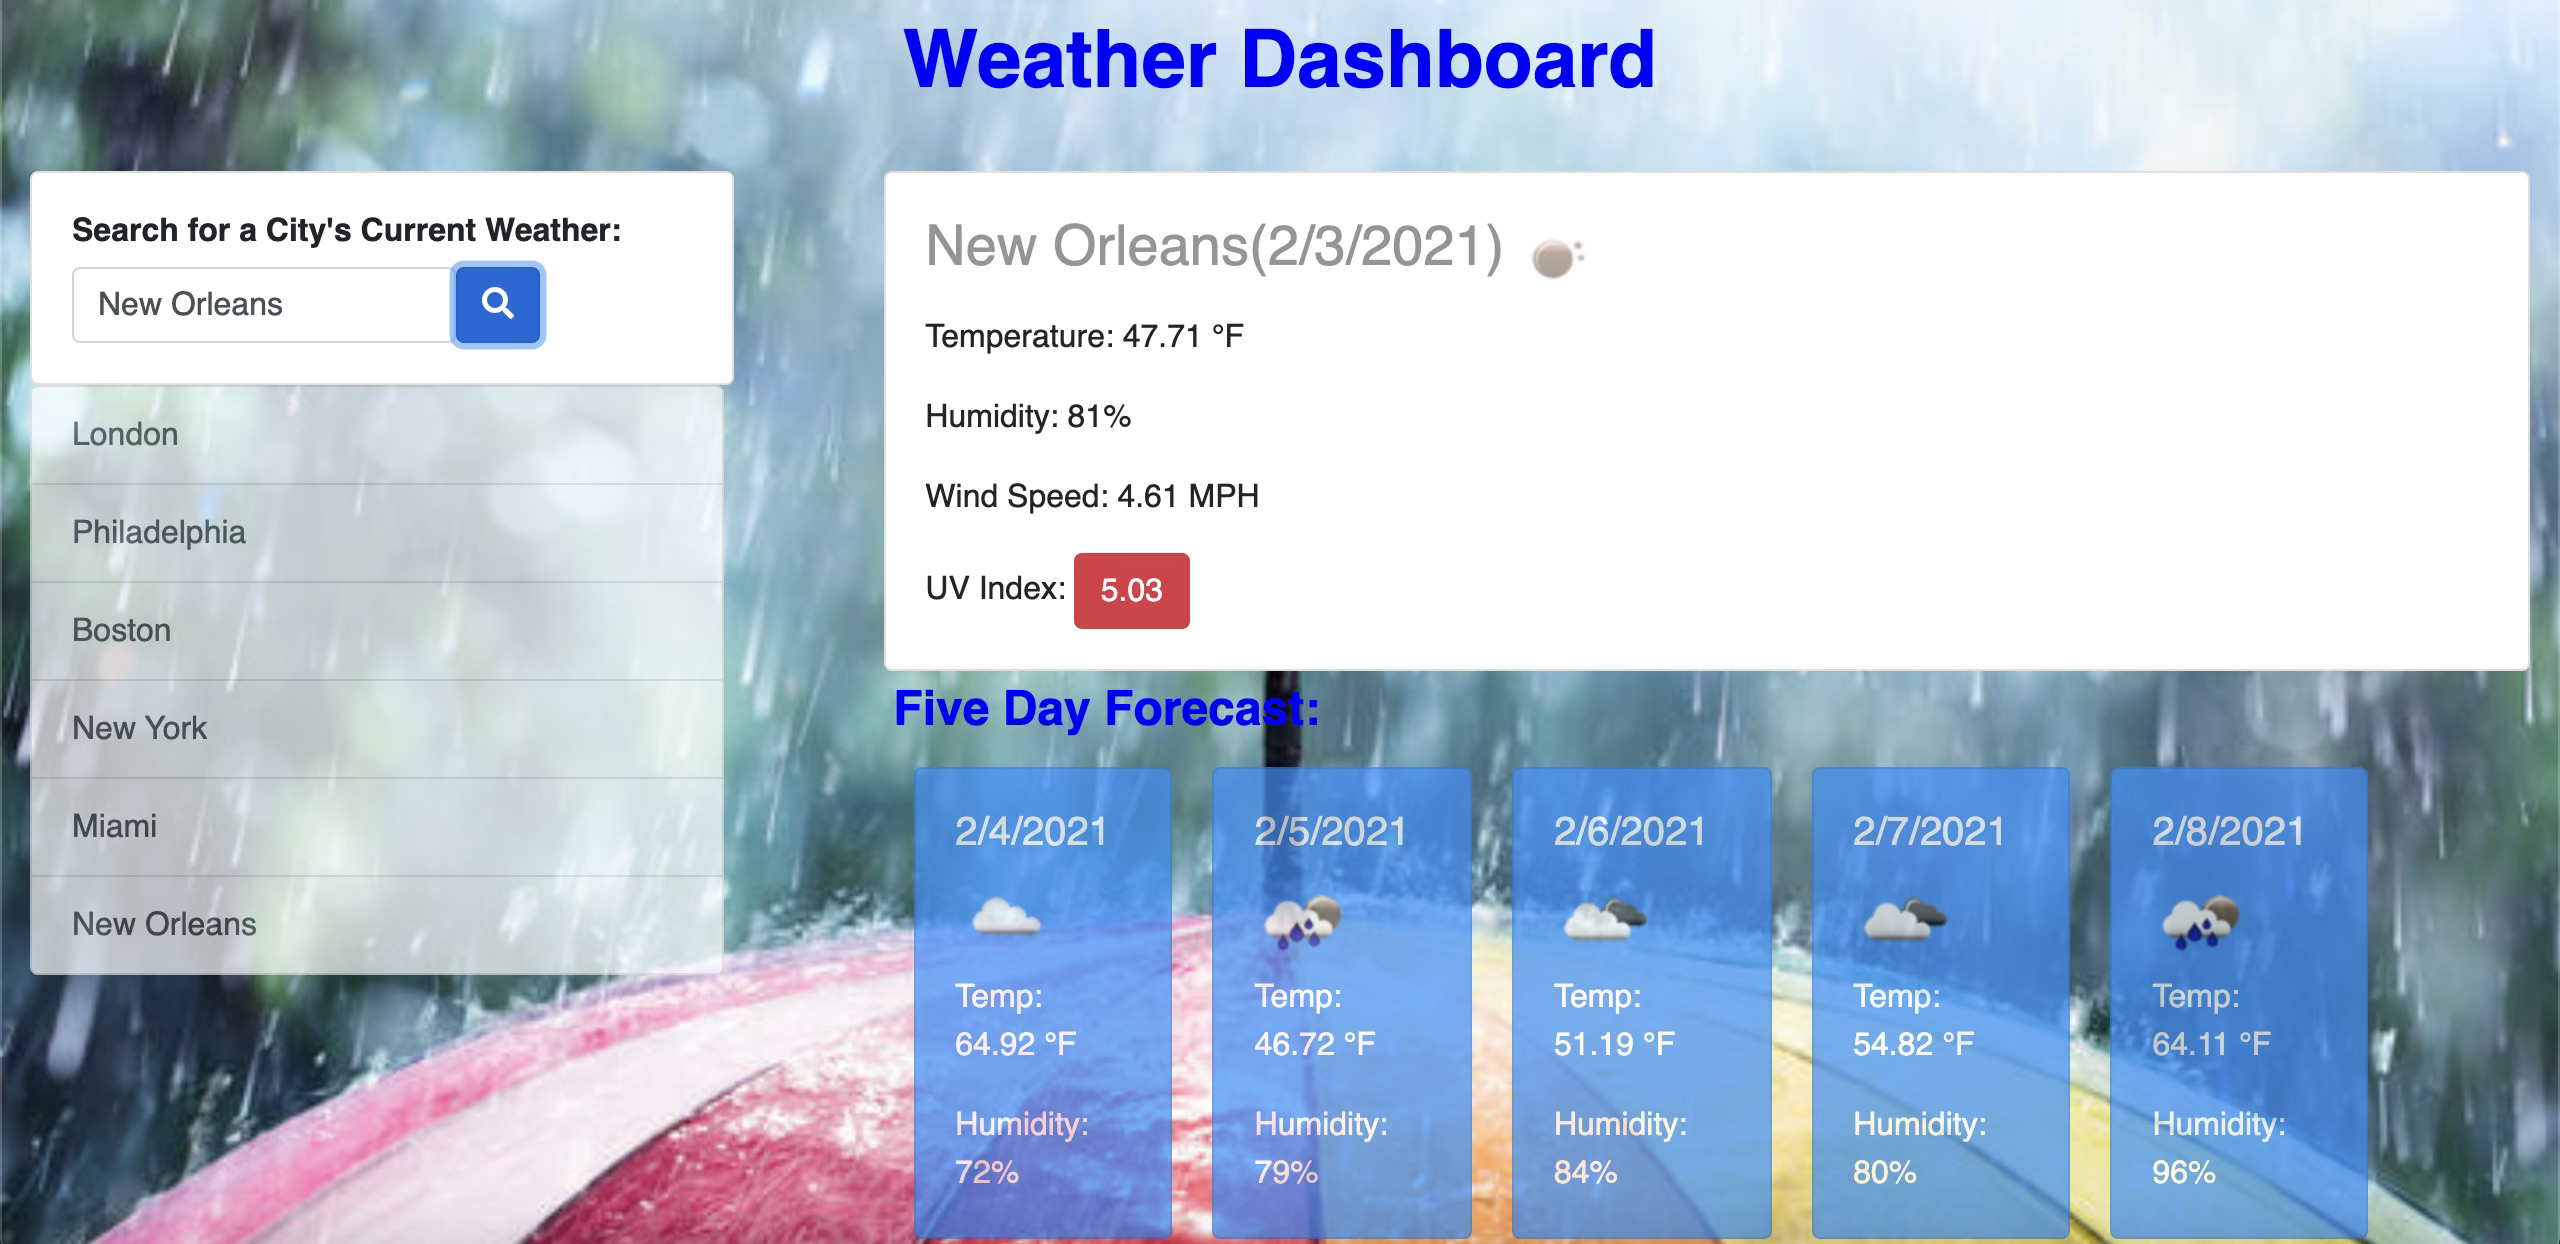 Weather Dashboard
Search for a City's Current Weather:
New Orleans
London
Philadelphia
Boston
New York
Miami
New Orleans
New Orleans(2/3/2021)
Temperature: 47.71 °F
Humidity: 81%
Wind Speed: 4.61 MPH
UV Index: 5.03
Five Day Forecast:
2/4/2021
Temp:
64.92 °F
Humidity:
72%
2/5/2021
Temp:
46.72 °F
Humidity:
79%
2/6/2021
Temp:
51.19 °F
Humidity:
84%
2/7/2021
Temp:
54.82 °F
Humidity:
80%
2/8/2021
Temp:
64.11 °F
Humidity:
96%